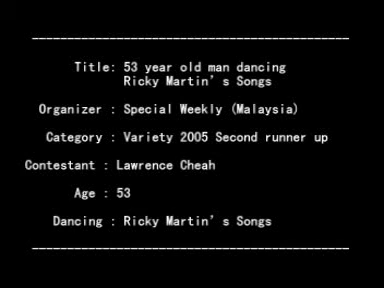 Title: 53 year old man dancing
Ricky Martin's Songs
Organizer : Special Weekly (Malaysia)
Category : Variety 2005 Second runner up
Contestant : Lawrence Cheah
Age : 53
Dancing : Ricky Martin's Songs